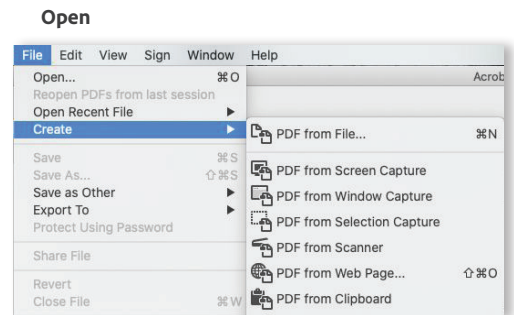 Open
File Edit View Sign Window Help
Open... ⌘O
Acrob
Reopen PDFs from last session
Open Recent File ▶
Create ▶
Save ⌘S
Save As... ⇧⌘S
Save as Other ▶
Export To ▶
Protect Using Password
Share File
Revert
Close File ⌘W
PDF from File... ⌘N
PDF from Screen Capture
PDF from Window Capture
PDF from Selection Capture
PDF from Scanner
PDF from Web Page... ⇧⌘O
PDF from Clipboard